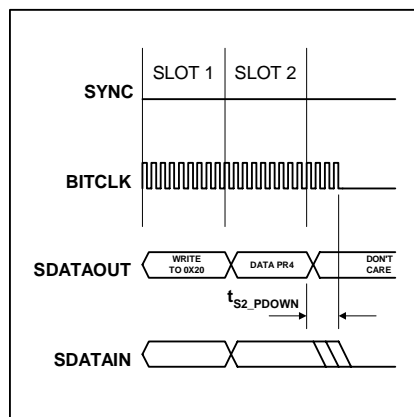 SLOT 1 SLOT 2
SYNC
BITCLK
SDATAOUT
WRITE
TO 0X20
DATA PR4
DON'T
CARE
tS2_PDOWN
SDATAIN